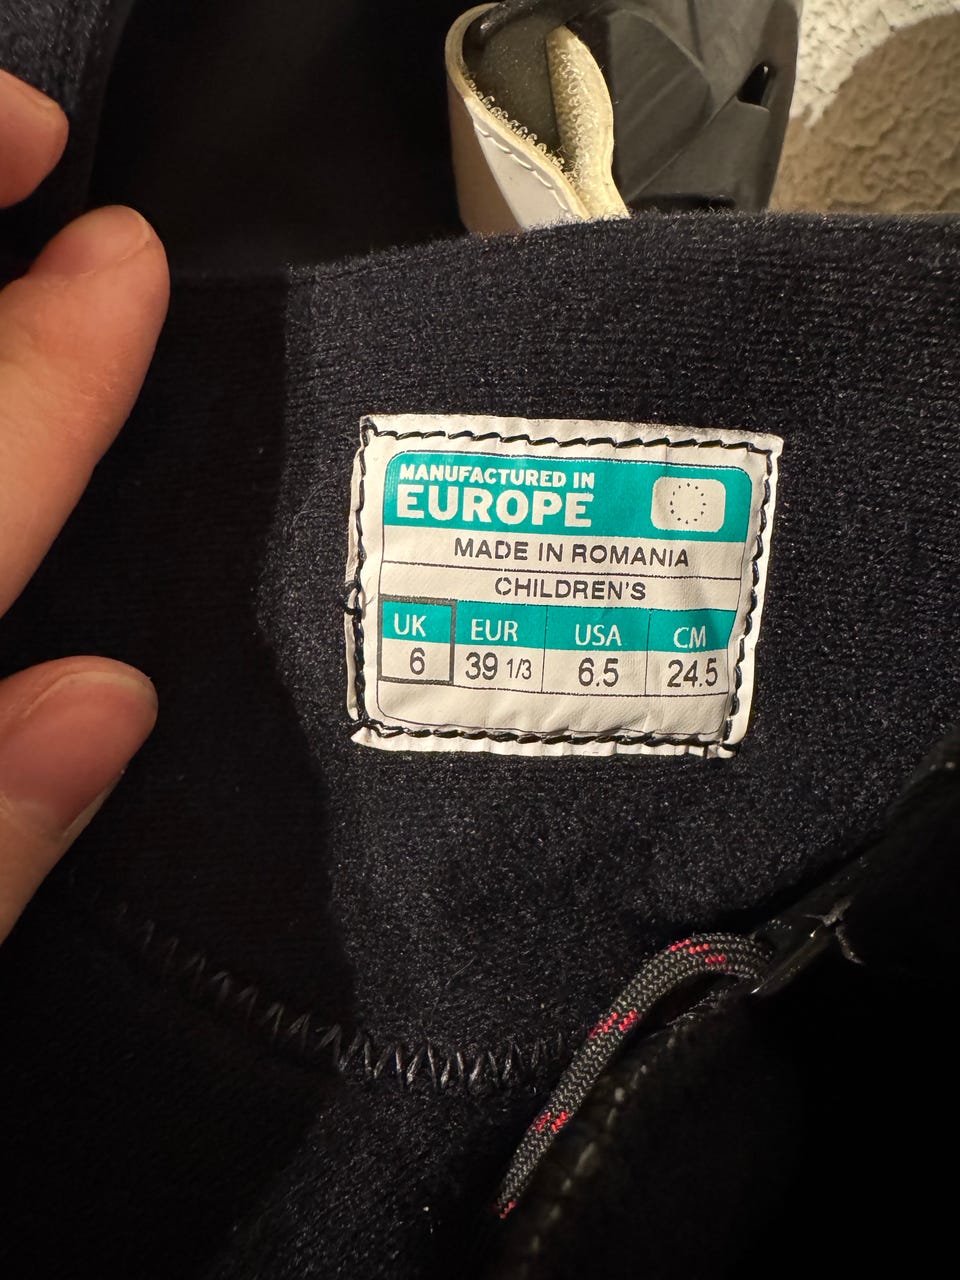 MANUFACTURED IN
EUROPE
MADE IN ROMANIA
CHILDREN'S
UK EUR USA CM
6 39 1/3 6.5 24.5